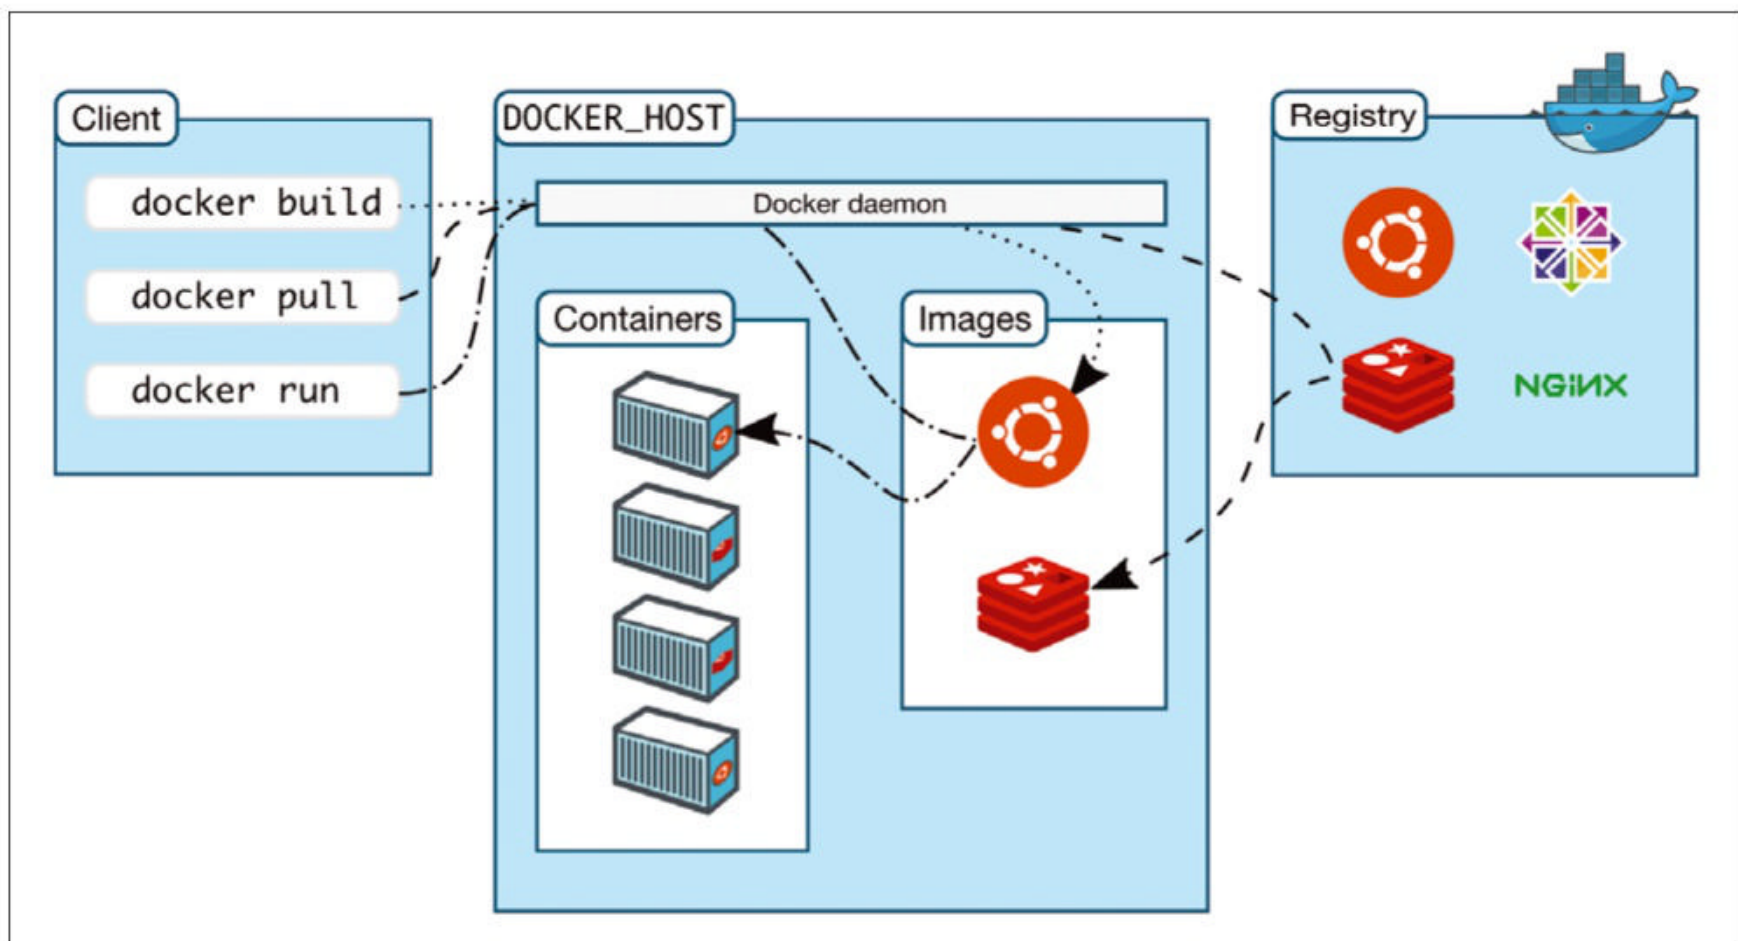 Client
docker build
docker pull
docker run
DOCKER_HOST
Docker daemon
Containers
Images
Registry
NGiNX